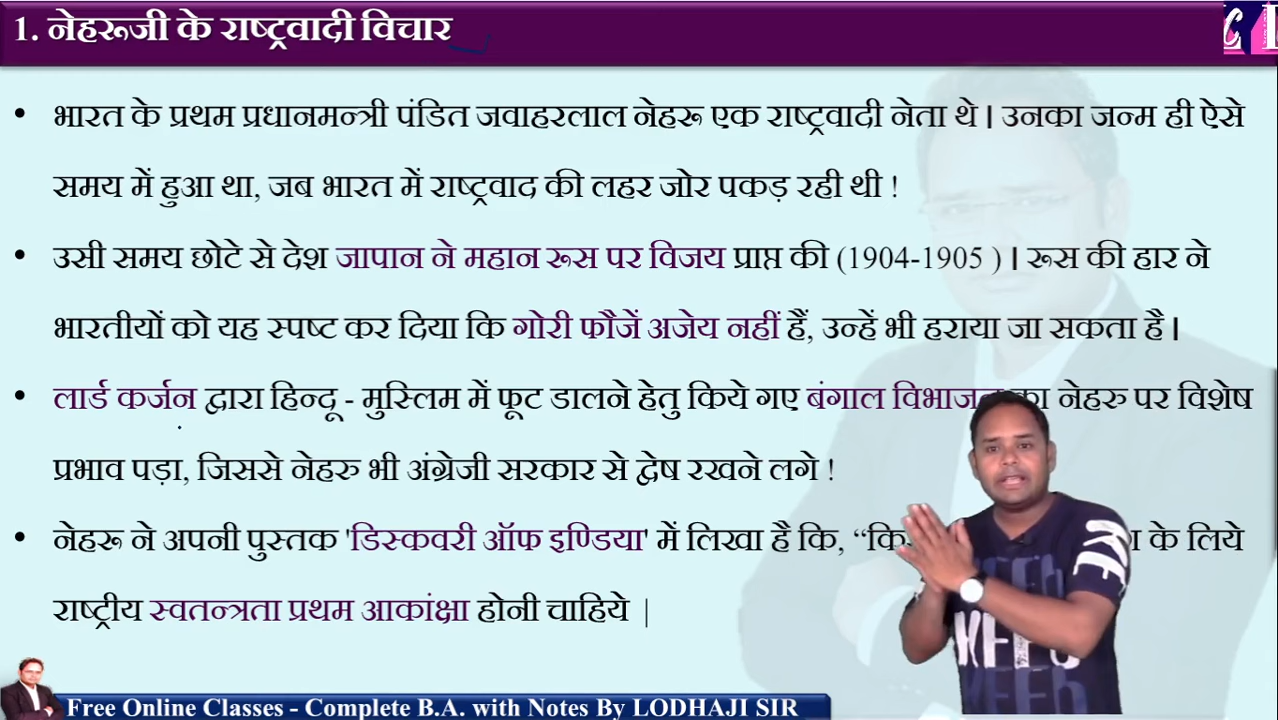 1. नेहरूजी के राष्ट्रवादी विचार
• भारत के प्रथम प्रधानमन्त्री पंडित जवाहरलाल नेहरू एक राष्ट्रवादी नेता थे | उनका जन्म ही ऐसे
समय में हुआ था, जब भारत में राष्ट्रवाद की लहर जोर पकड़ रही थी !
• उसी समय छोटे से देश जापान ने महान रूस पर विजय प्राप्त की (1904-1905 ) | रूस की हार ने
भारतीयों को यह स्पष्ट कर दिया कि गोरी फौजें अजेय नहीं हैं, उन्हें भी हराया जा सकता है |
• लार्ड कर्जन द्वारा हिन्दू - मुस्लिम में फूट डालने हेतु किये गए बंगाल का नेहरु पर विशेष
प्रभाव पड़ा, जिससे नेहरु भी अंग्रेजी सरकार से द्वेष रखने लगे !
• नेहरू ने अपनी पुस्तक 'डिस्कवरी ऑफ इण्डिया' में लिखा है कि, के लिये
राष्ट्रीय स्वतन्त्रता प्रथम आकांक्षा होनी चाहिये |
Free Online Classes - Complete B.A. with Notes By LODHAJI SIR